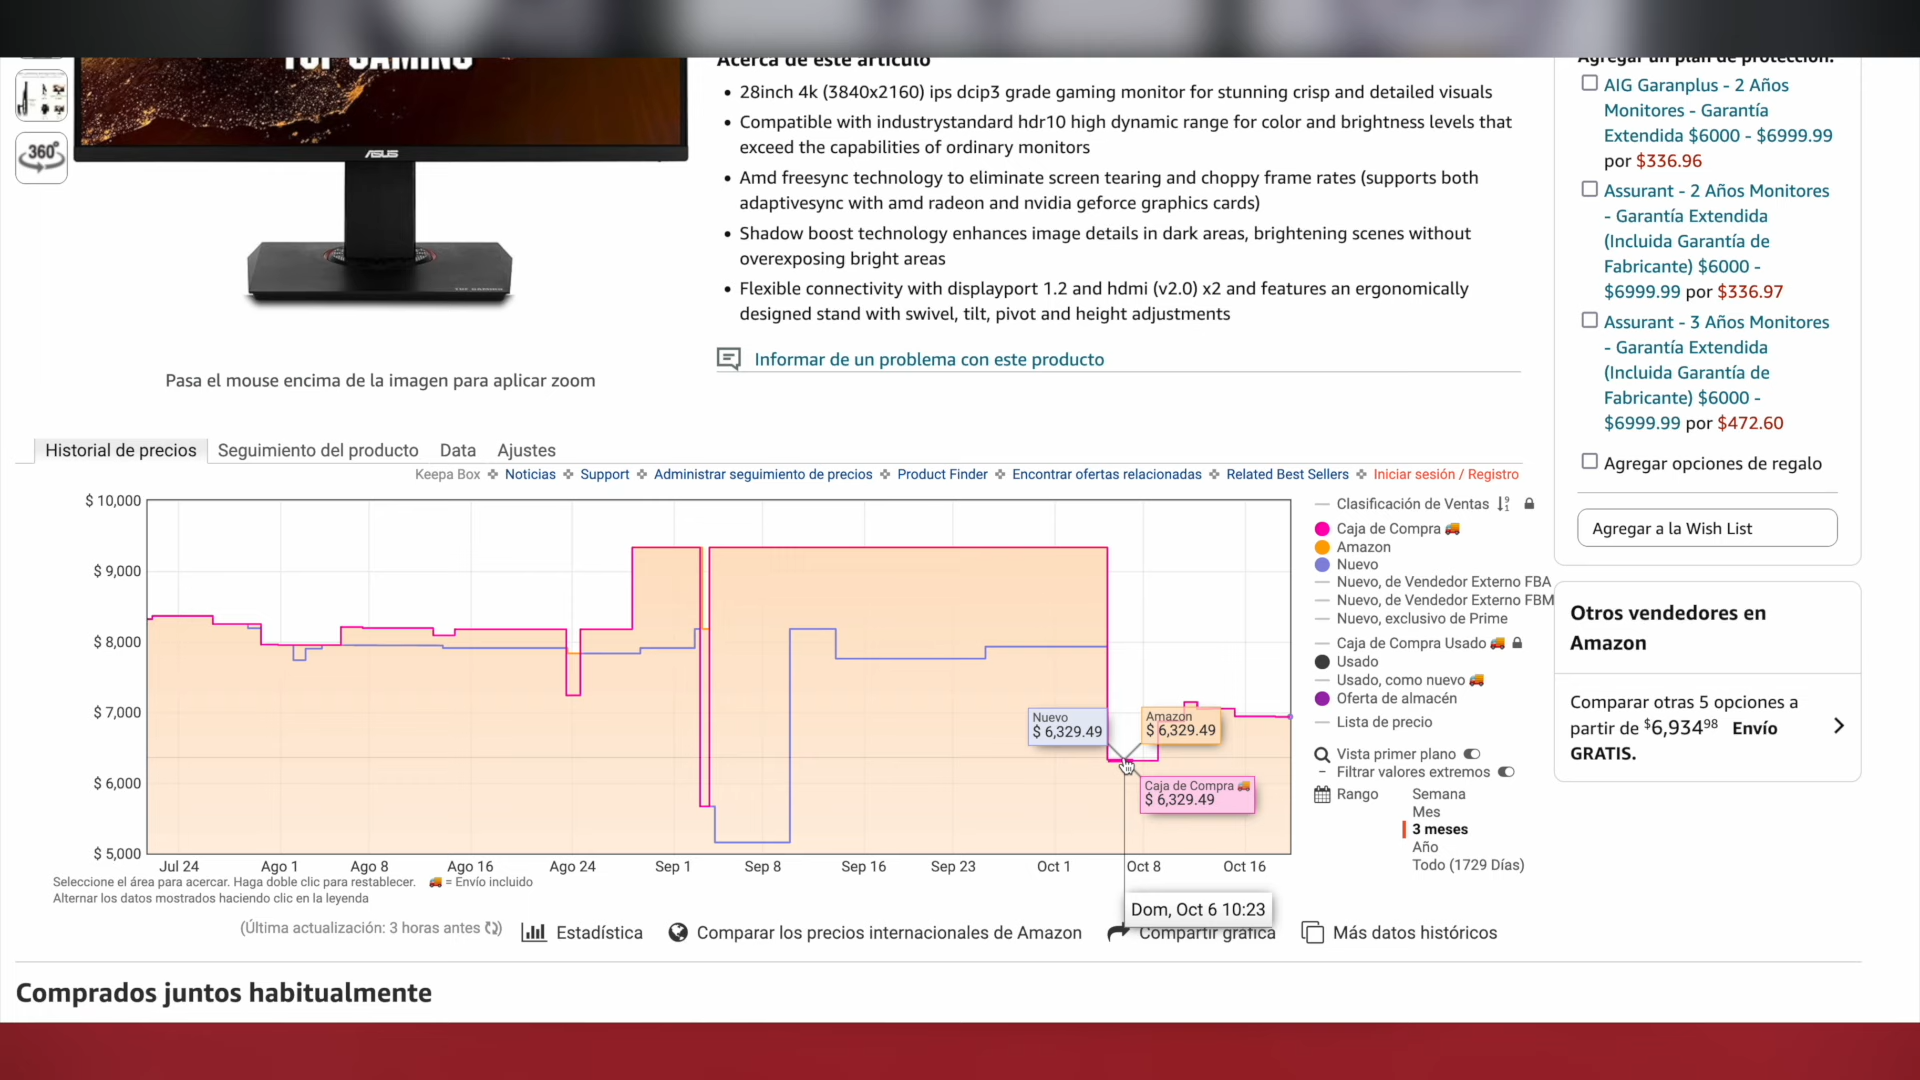 TUF GAMING
ASUS
360°
TUF GAMING
Pasa el mouse encima de la imagen para aplicar zoom
Acerca de este artículo
• 28inch 4k (3840x2160) ips dcip3 grade gaming monitor for stunning crisp and detailed visuals
• Compatible with industrystandard hdr10 high dynamic range for color and brightness levels that
exceed the capabilities of ordinary monitors
• Amd freesync technology to eliminate screen tearing and choppy frame rates (supports both
adaptivesync with amd radeon and nvidia geforce graphics cards)
• Shadow boost technology enhances image details in dark areas, brightening scenes without
overexposing bright areas
• Flexible connectivity with displayport 1.2 and hdmi (v2.0) x2 and features an ergonomically
designed stand with swivel, tilt, pivot and height adjustments
Informar de un problema con este producto
Agregar un plan de protección:
AIG Garanplus - 2 Años
Monitores - Garantía
Extendida $6000 - $6999.99
por $336.96
Assurant - 2 Años Monitores
- Garantía Extendida
(Incluida Garantía de
Fabricante) $6000 -
$6999.99 por $336.97
Assurant - 3 Años Monitores
- Garantía Extendida
(Incluida Garantía de
Fabricante) $6000 -
$6999.99 por $472.60
Agregar opciones de regalo
Agregar a la Wish List
Otros vendedores en
Amazon
Comparar otras 5 opciones a
partir de $6,934⁹⁸ Envío
GRATIS.
Historial de precios Seguimiento del producto Data Ajustes
Keepa Box Noticias Support Administrar seguimiento de precios Product Finder Encontrar ofertas relacionadas Related Best Sellers Iniciar sesión / Registro
$ 10,000
$ 9,000
$ 8,000
$ 7,000
$ 6,000
$ 5,000
Nuevo
$ 6,329.49
Amazon
$ 6,329.49
Caja de Compra
$ 6,329.49
Jul 24 Ago 1 Ago 8 Ago 16 Ago 24 Sep 1 Sep 8 Sep 16 Sep 23 Oct 1 Oct 8 Oct 16
Dom, Oct 6 10:23
Clasificación de Ventas
Caja de Compra
Amazon
Nuevo
Nuevo, de Vendedor Externo FBA
Nuevo, de Vendedor Externo FBM
Nuevo, exclusivo de Prime
Caja de Compra Usado
Usado
Usado, como nuevo
Oferta de almacén
Lista de precio
Vista primer plano
Filtrar valores extremos
Rango Semana
Mes
3 meses
Año
Todo (1729 Días)
Seleccione el área para acercar. Haga doble clic para restablecer. = Envío incluido
Alternar los datos mostrados haciendo clic en la leyenda
(Última actualización: 3 horas antes) Estadística Comparar los precios internacionales de Amazon Compartir gráfica Más datos históricos
Comprados juntos habitualmente